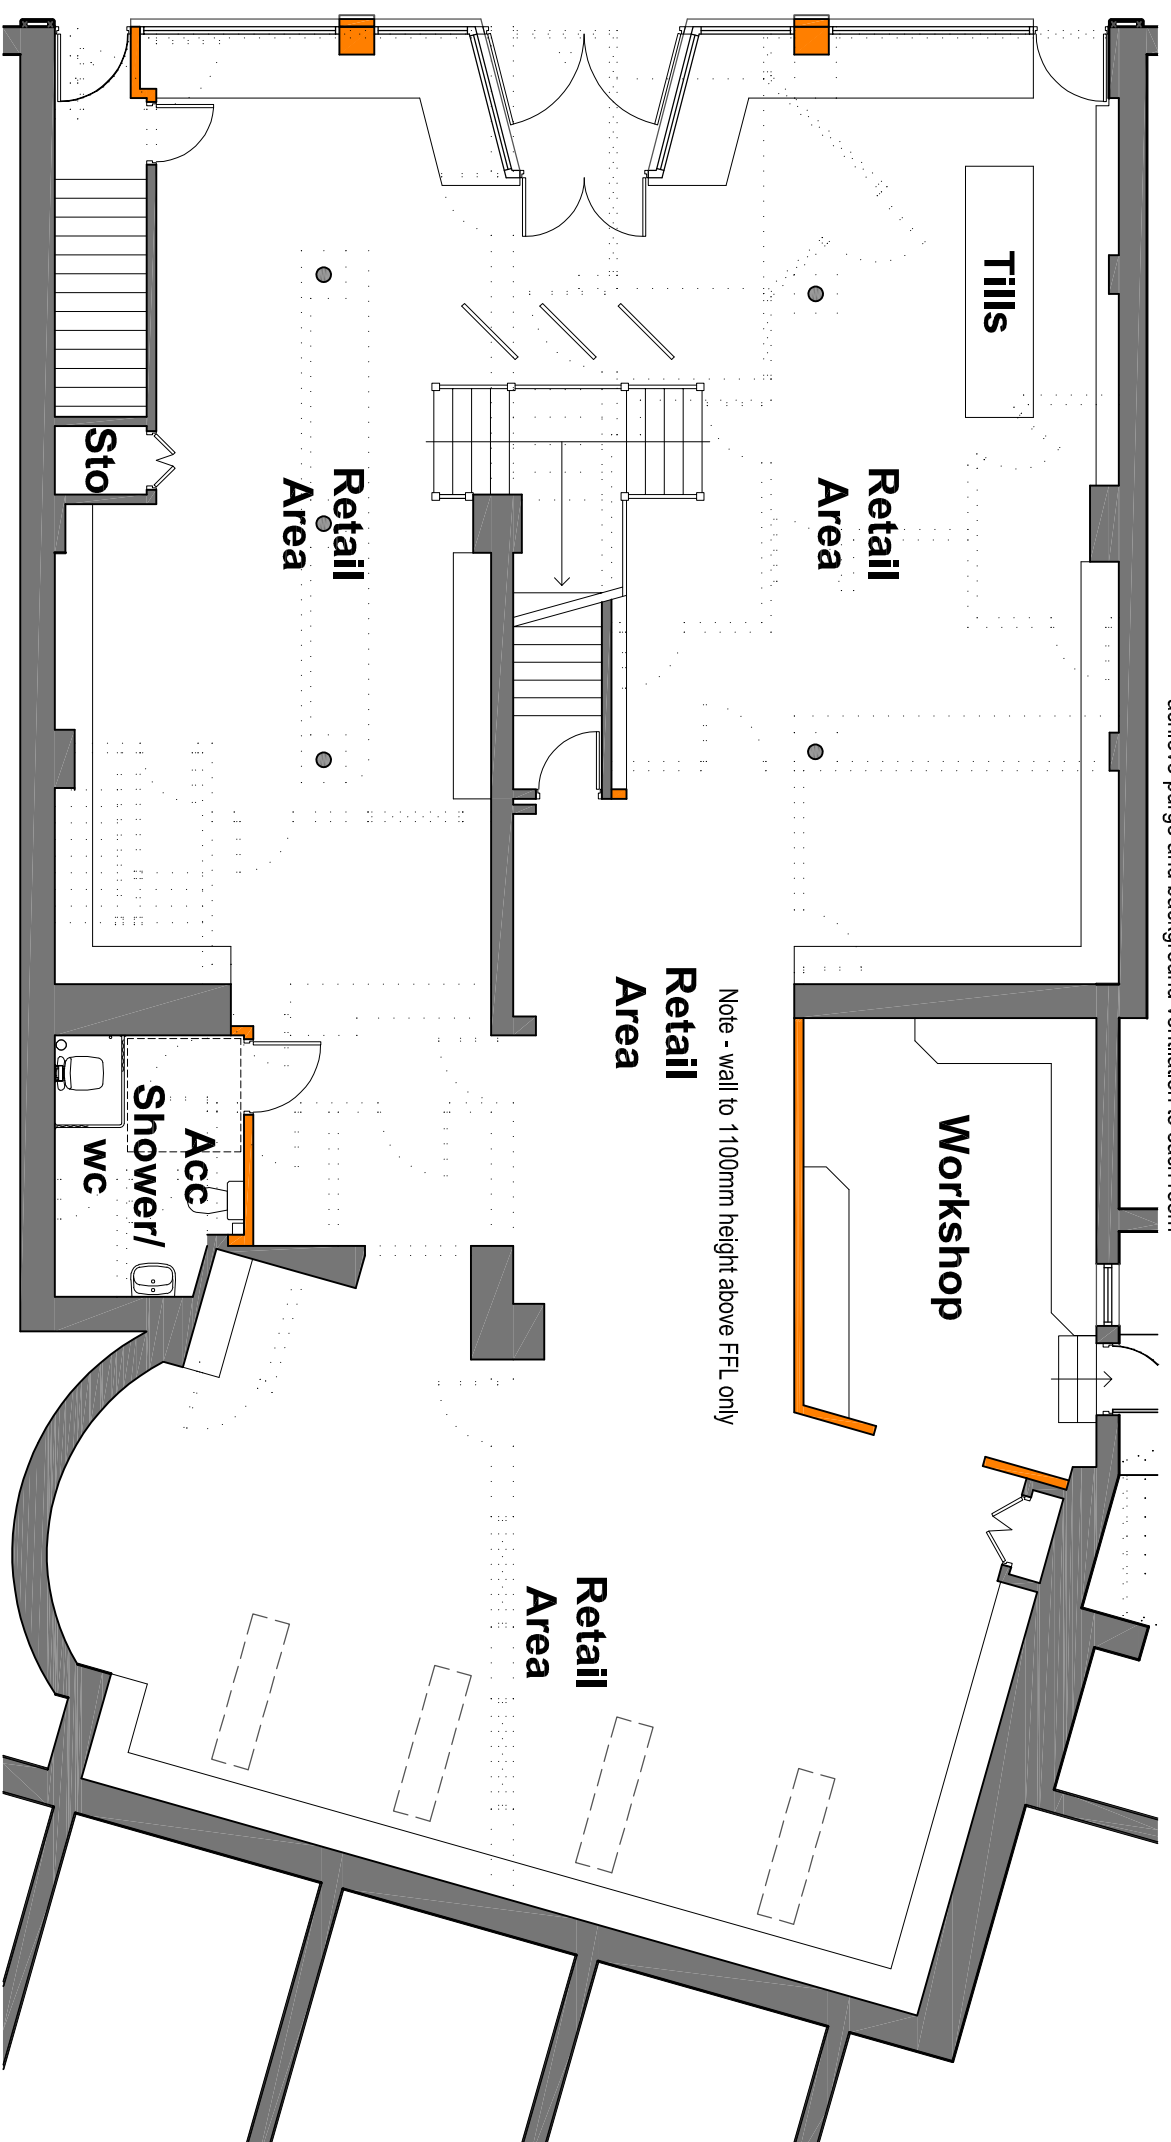 Tills
Retail
Area
Retail
Area
Sto
Retail
Area
Note - wall to 1100mm height above FFL only
Workshop
Acc
Shower/
wc
Retail
Area